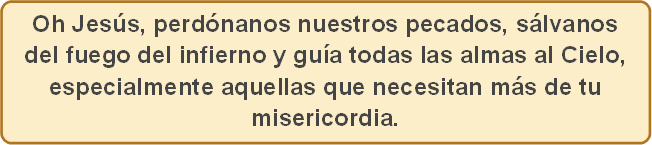 Oh Jesús, perdónanos nuestros pecados, sálvanos
del fuego del infierno y guía todas las almas al Cielo,
especialmente aquellas que necesitan más de tu
misericordia.